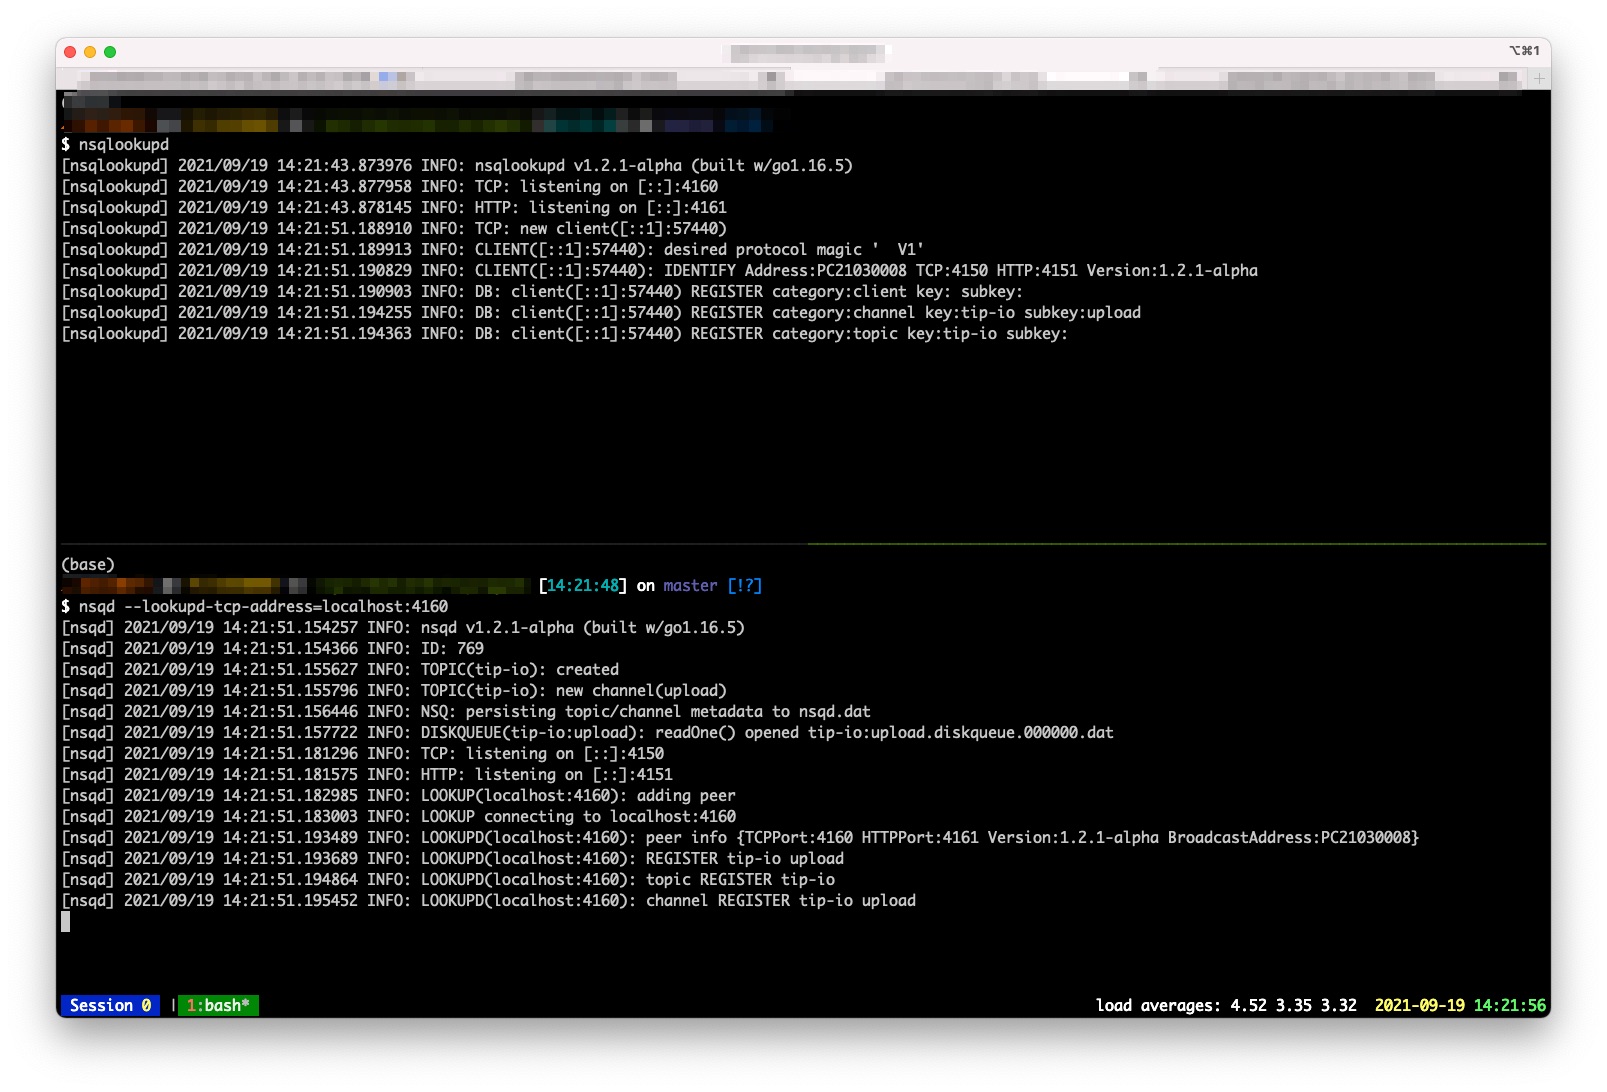 ⌥⌘1
$ nsqlookupd
[nsqlookupd] 2021/09/19 14:21:43.873976 INFO: nsqlookupd v1.2.1-alpha (built w/go1.16.5)
[nsqlookupd] 2021/09/19 14:21:43.877958 INFO: TCP: listening on [::]:4160
[nsqlookupd] 2021/09/19 14:21:43.878145 INFO: HTTP: listening on [::]:4161
[nsqlookupd] 2021/09/19 14:21:51.188910 INFO: TCP: new client([::1]:57440)
[nsqlookupd] 2021/09/19 14:21:51.189913 INFO: CLIENT([::1]:57440): desired protocol magic '  V1'
[nsqlookupd] 2021/09/19 14:21:51.190829 INFO: CLIENT([::1]:57440): IDENTIFY Address:PC21030008 TCP:4150 HTTP:4151 Version:1.2.1-alpha
[nsqlookupd] 2021/09/19 14:21:51.190903 INFO: DB: client([::1]:57440) REGISTER category:client key: subkey:
[nsqlookupd] 2021/09/19 14:21:51.194255 INFO: DB: client([::1]:57440) REGISTER category:channel key:tip-io subkey:upload
[nsqlookupd] 2021/09/19 14:21:51.194363 INFO: DB: client([::1]:57440) REGISTER category:topic key:tip-io subkey:
(base)
[14:21:48] on master [!?]
$ nsqd --lookupd-tcp-address=localhost:4160
[nsqd] 2021/09/19 14:21:51.154257 INFO: nsqd v1.2.1-alpha (built w/go1.16.5)
[nsqd] 2021/09/19 14:21:51.154366 INFO: ID: 769
[nsqd] 2021/09/19 14:21:51.155627 INFO: TOPIC(tip-io): created
[nsqd] 2021/09/19 14:21:51.155796 INFO: TOPIC(tip-io): new channel(upload)
[nsqd] 2021/09/19 14:21:51.156446 INFO: NSQ: persisting topic/channel metadata to nsqd.dat
[nsqd] 2021/09/19 14:21:51.157722 INFO: DISKQUEUE(tip-io:upload): readOne() opened tip-io:upload.diskqueue.000000.dat
[nsqd] 2021/09/19 14:21:51.181296 INFO: TCP: listening on [::]:4150
[nsqd] 2021/09/19 14:21:51.181575 INFO: HTTP: listening on [::]:4151
[nsqd] 2021/09/19 14:21:51.182985 INFO: LOOKUP(localhost:4160): adding peer
[nsqd] 2021/09/19 14:21:51.183003 INFO: LOOKUP connecting to localhost:4160
[nsqd] 2021/09/19 14:21:51.193489 INFO: LOOKUPD(localhost:4160): peer info {TCPPort:4160 HTTPPort:4161 Version:1.2.1-alpha BroadcastAddress:PC21030008}
[nsqd] 2021/09/19 14:21:51.193689 INFO: LOOKUPD(localhost:4160): REGISTER tip-io upload
[nsqd] 2021/09/19 14:21:51.194864 INFO: LOOKUPD(localhost:4160): topic REGISTER tip-io
[nsqd] 2021/09/19 14:21:51.195452 INFO: LOOKUPD(localhost:4160): channel REGISTER tip-io upload
Session 0 | 1:bash* load averages: 4.52 3.35 3.32 2021-09-19 14:21:56